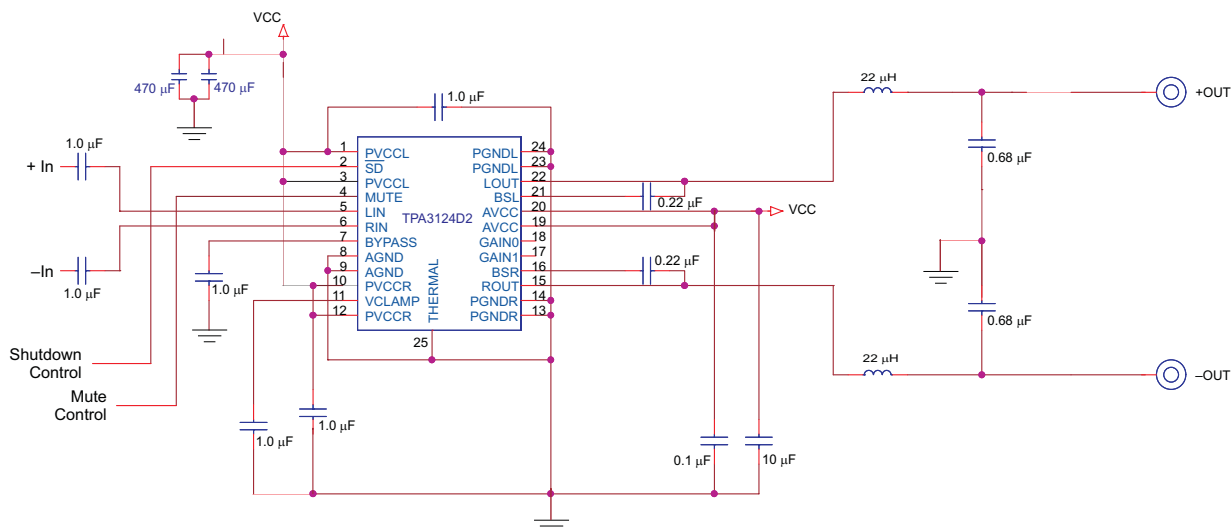 VCC
470 μF
470 μF
1.0 μF
1.0 μF
+ In
–In
1.0 μF
1.0 μF
Shutdown
Control
Mute
Control
1.0 μF
1.0 μF
1 PVCCL
2 SD
3 PVCCL
4 MUTE
5 LIN
6 RIN
7 BYPASS
8 AGND
9 AGND
10 PVCCR
11 VCLAMP
12 PVCCR
TPA3124D2
THERMAL
25
PGNDL 24
PGNDL 23
LOUT 22
BSL 21
AVCC 20
AVCC 19
GAIN0 18
GAIN1 17
BSR 16
ROUT 15
PGNDR 14
PGNDR 13
0.22 μF
VCC
0.22 μF
0.1 μF
10 μF
22 μH
+OUT
0.68 μF
0.68 μF
22 μH
–OUT